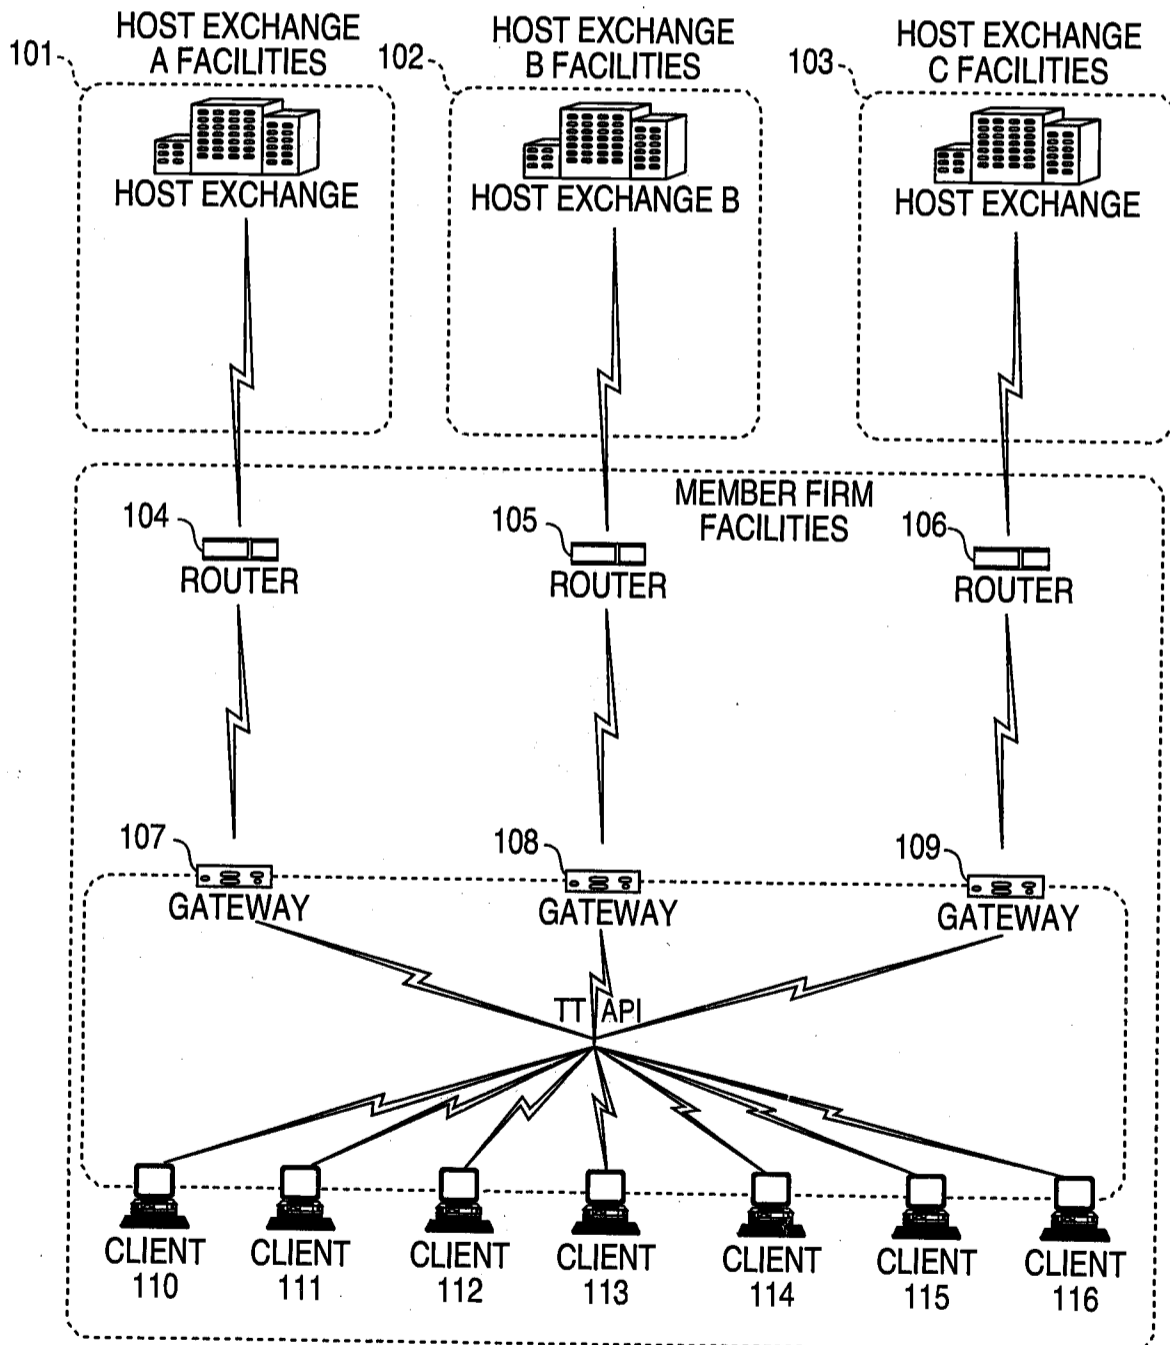 HOST EXCHANGE
A FACILITIES
HOST EXCHANGE
B FACILITIES
HOST EXCHANGE
C FACILITIES
101
102
103
HOST EXCHANGE
HOST EXCHANGE B
HOST EXCHANGE
MEMBER FIRM
FACILITIES
104
105
106
ROUTER
ROUTER
ROUTER
107
108
109
GATEWAY
GATEWAY
GATEWAY
TT API
CLIENT
110
CLIENT
111
CLIENT
112
CLIENT
113
CLIENT
114
CLIENT
115
CLIENT
116